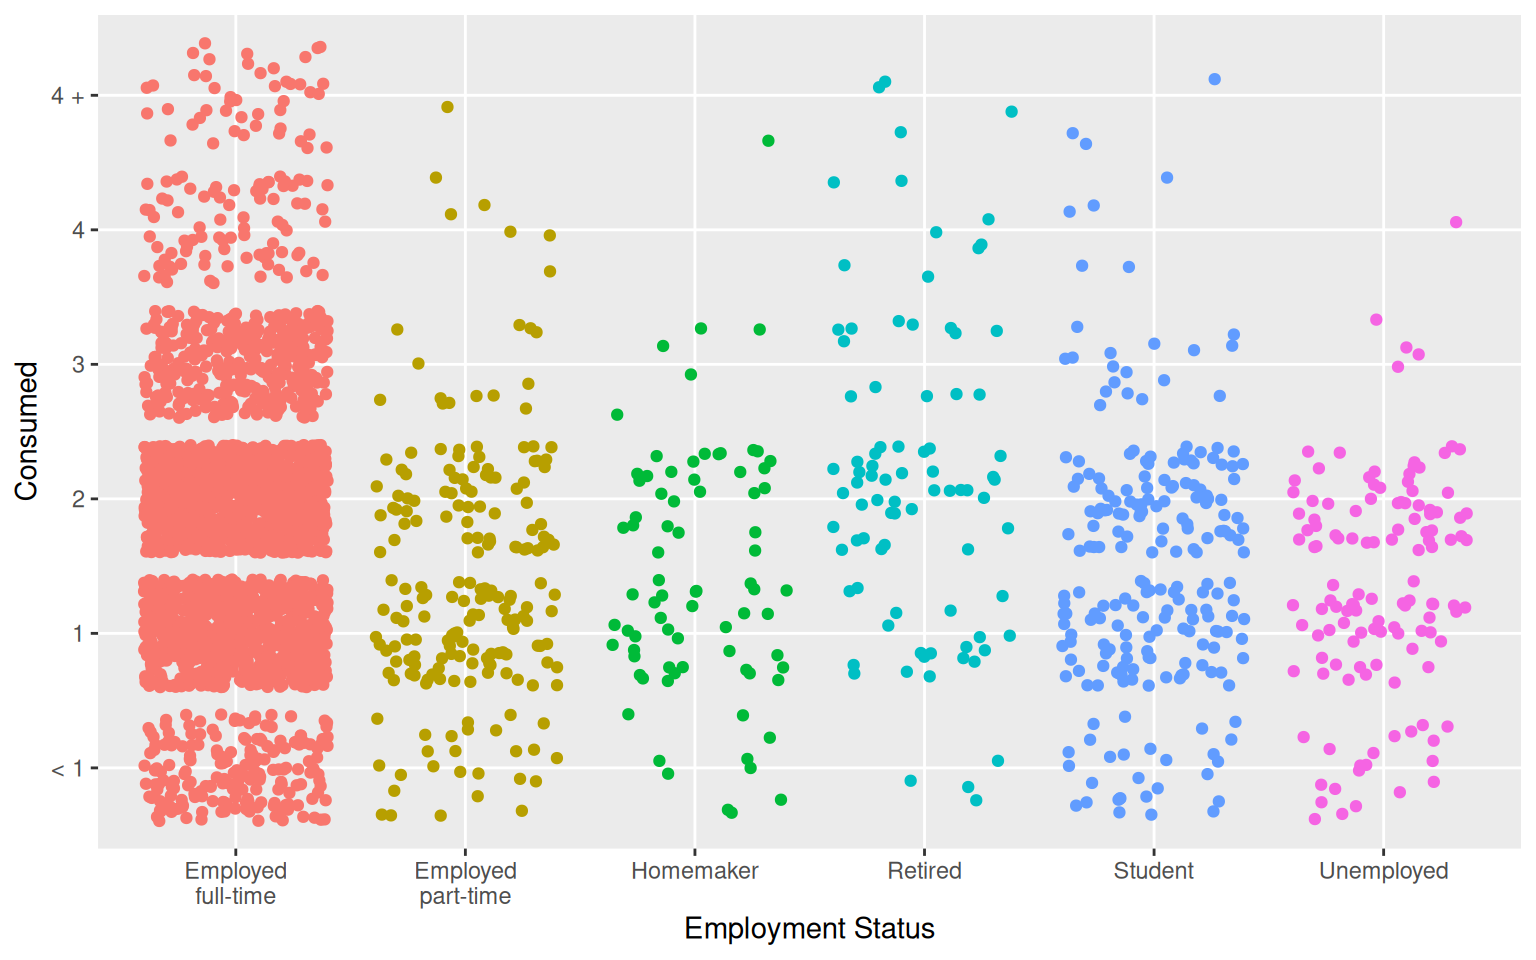 4 +
4
3
2
1
< 1
Consumed
Employed full-time
Employed part-time
Homemaker
Retired
Student
Unemployed
Employment Status